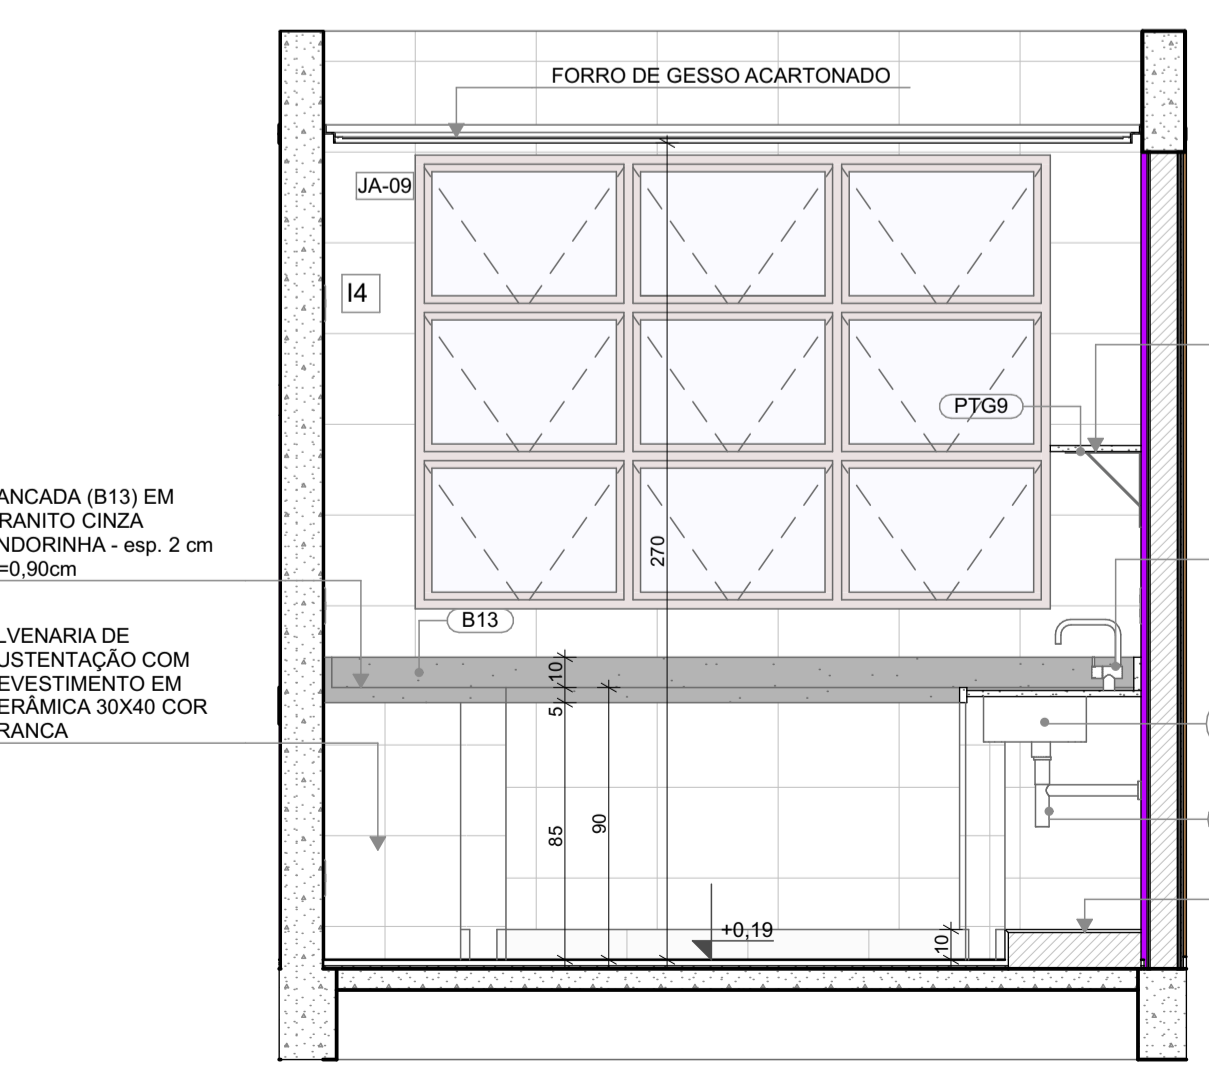 FORRO DE GESSO ACARTONADO
JA-09
I4
PTG9
ANCADA (B13) EM
RANITO CINZA
NDORINHA - esp. 2 cm
=0,90cm
270
B13
LVENARIA DE
USTENTAÇÃO COM
EVESTIMENTO EM
ERÂMICA 30X40 COR
RANCA
10
5
85
90
+0,19
10